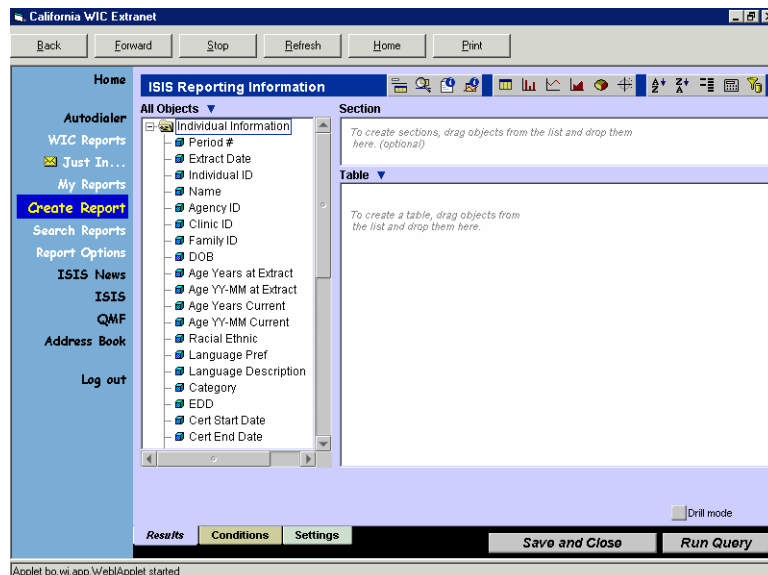 California WIC Extranet
Back Forward Stop Refresh Home Print
Home
Autodialer
WIC Reports
Just In...
My Reports
Create Report
Search Reports
Report Options
ISIS News
ISIS
QMF
Address Book
Log out
ISIS Reporting Information
All Objects
Individual Information
Period #
Extract Date
Individual ID
Name
Agency ID
Clinic ID
Family ID
DOB
Age Years at Extract
Age YY-MM at Extract
Age Years Current
Age YY-MM Current
Racial Ethnic
Language Pref
Language Description
Category
EDD
Cert Start Date
Cert End Date
Section
To create sections, drag objects from the list and drop them
here. (optional)
Table
To create a table, drag objects from
the list and drop them here.
Drill mode
Results Conditions Settings
Save and Close Run Query
Applet bo.wi.app.WebIApplet started